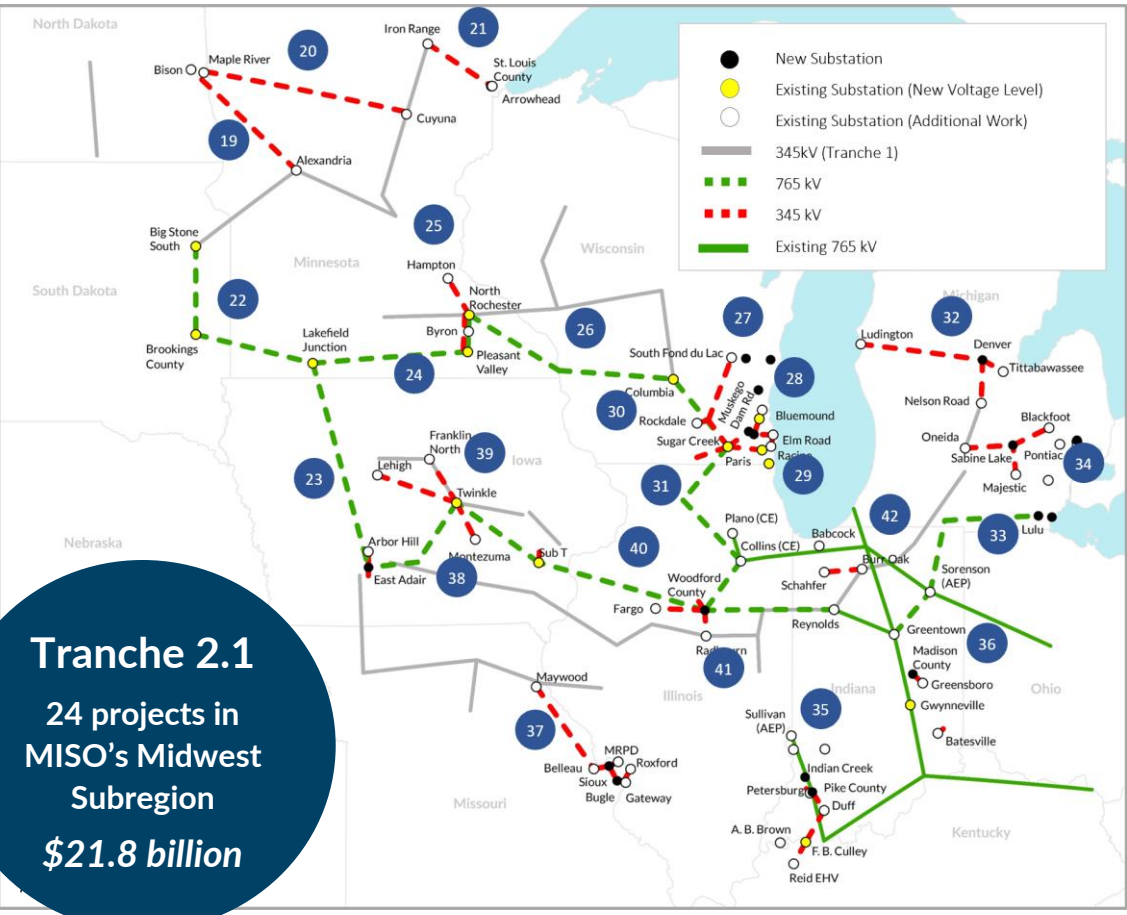 North Dakota
Bison
Maple River
20
Iron Range
21
St. Louis
County
Arrowhead
Cuyuna
19
Alexandria
New Substation
Existing Substation (New Voltage Level)
Existing Substation (Additional Work)
345kV (Tranche 1)
765 kV
345 kV
Existing 765 kV
Big Stone
South
Minnesota
25
Hampton
Wisconsin
South Dakota
22
North
Rochester
Byron
Pleasant
Valley
Brookings
County
Lakefield
Junction
24
26
27
South Fond du Lac
Columbia
28
30
Rockdale
Muskego
Dam Rd
Bluemound
Sugar Creek
Elm Road
Paris
Racine
29
Michigan
32
Ludington
Denver
Tittabawassee
Nelson Road
Blackfoot
Oneida
Sabine Lake
Pontiac
34
Majestic
Franklin
North
39
Iowa
Lehigh
23
Twinkle
31
Plano (CE)
Babcock
42
33
Lulu
Nebraska
Arbor Hill
Montezuma
Sub T
40
Collins (CE)
Burr Oak
East Adair
38
Woodford
County
Schahfer
Sorenson
(AEP)
Fargo
Reynolds
Greentown
36
41
Madison
County
Greensboro
Ohio
Maywood
Illinois
Indiana
Gwynneville
37
Sullivan
(AEP)
35
Batesville
MRPD
Belleau
Roxford
Sioux
Bugle
Gateway
Indian Creek
Petersburg
Pike County
Duff
Missouri
A. B. Brown
F. B. Culley
Kentucky
Reid EHV
Tranche 2.1
24 projects in
MISO's Midwest
Subregion
$21.8 billion